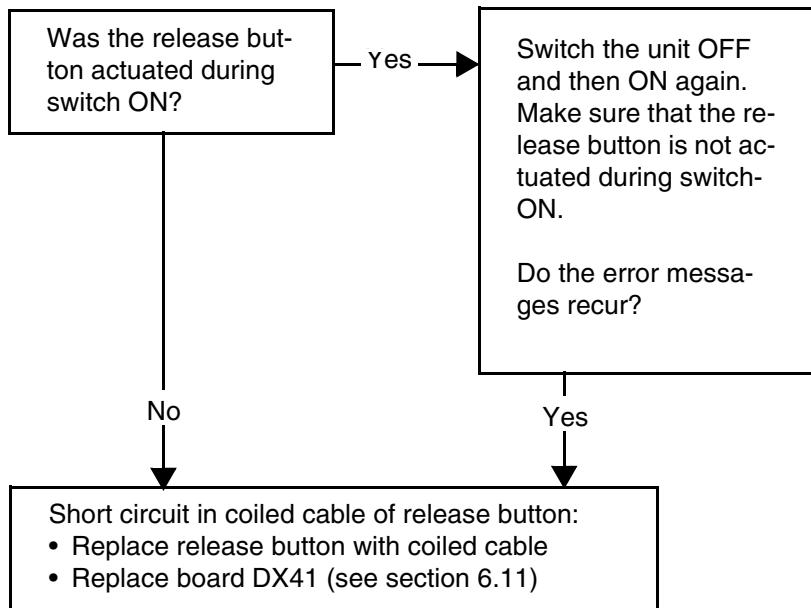 Was the release but-
ton actuated during
switch ON?
Yes
Switch the unit OFF
and then ON again.
Make sure that the re-
lease button is not ac-
tuated during switch-
ON.
Do the error messa-
ges recur?
No
Yes
Short circuit in coiled cable of release button:
• Replace release button with coiled cable
• Replace board DX41 (see section 6.11)